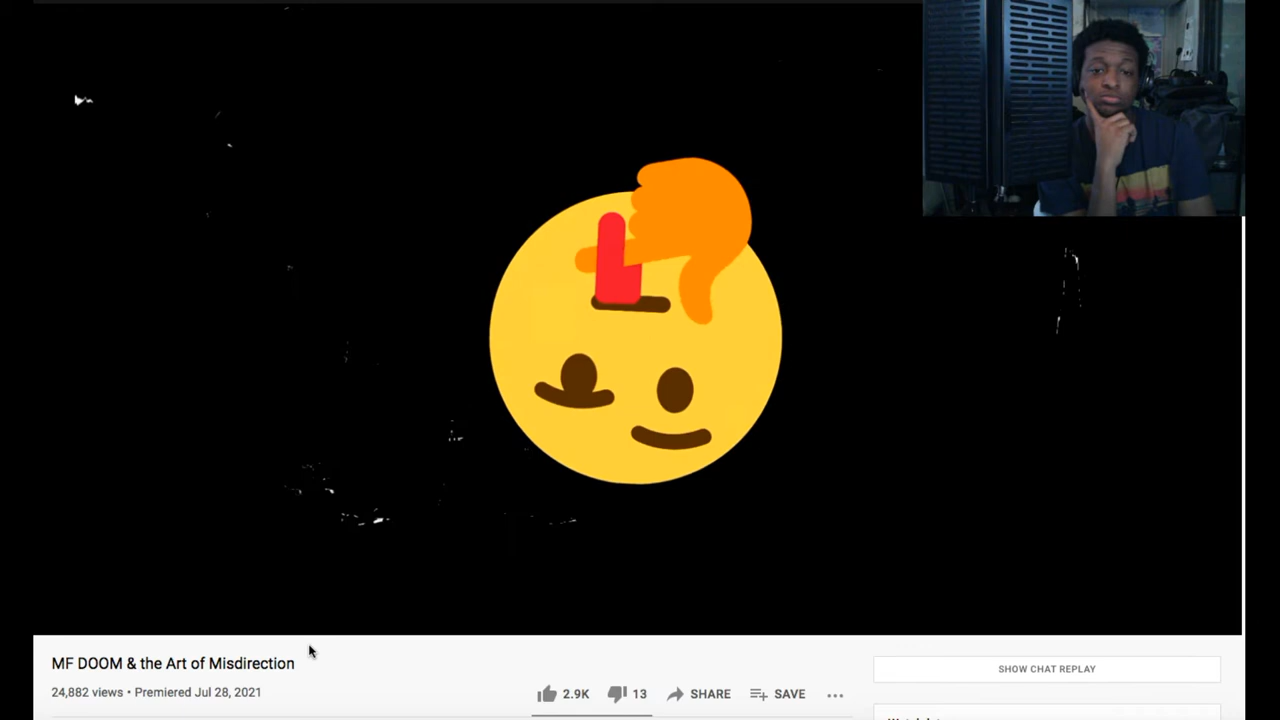 MF DOOM & the Art of Misdirection
24,882 views • Premiered Jul 28, 2021
2.9K
13
SHARE
SAVE
SHOW CHAT REPLAY